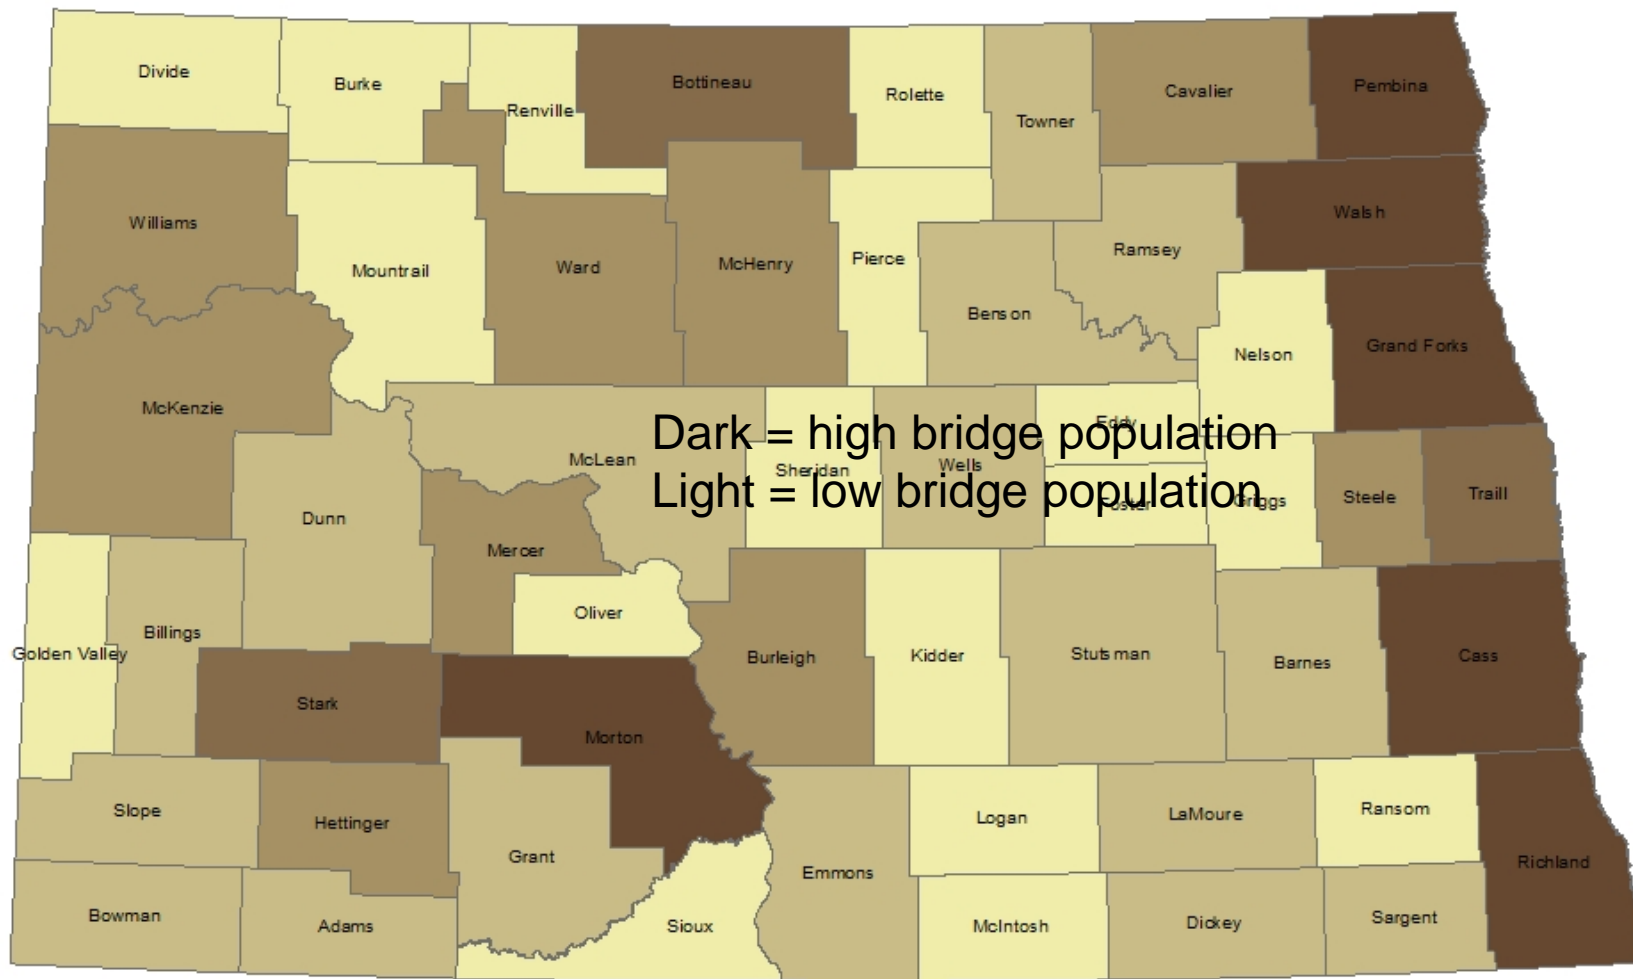 Divide
Burke
Renville
Bottineau
Rolette
Towner
Cavalier
Pembina
Williams
Mountrail
Ward
McHenry
Pierce
Benson
Ramsey
Walsh
Nelson
Grand Forks
McKenzie
Dunn
McLean
Mercer
Oliver
Dark = high bridge population
Light = low bridge population
Sheridan
Wells
Eddy
Foster
Griggs
Steele
Traill
Golden Valley
Billings
Stark
Morton
Burleigh
Kidder
Stutsman
Barnes
Cass
Slope
Hettinger
Grant
Bowman
Adams
Sioux
Emmons
Logan
LaMoure
Ransom
Richland
McIntosh
Dickey
Sargent